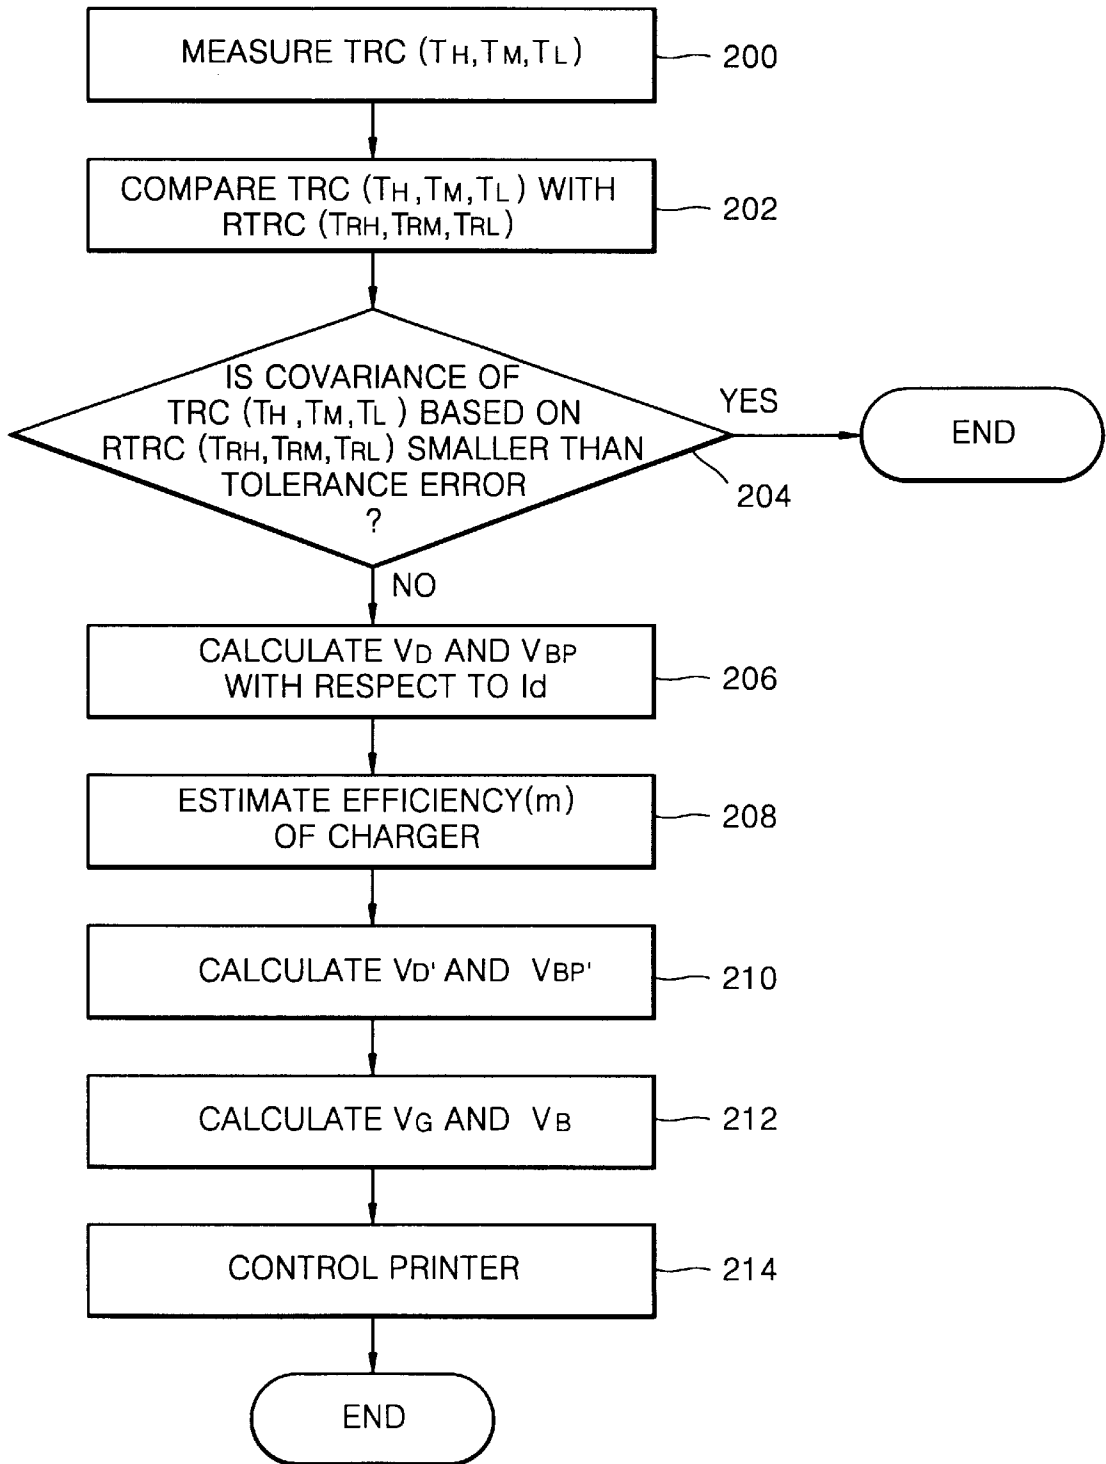 MEASURE TRC (TH,TM,TL)
200
COMPARE TRC (TH,TM,TL) WITH
RTRC (TRH,TRM,TRL)
202
IS COVARIANCE OF
TRC (TH,TM,TL) BASED ON
RTRC (TRH,TRM,TRL) SMALLER THAN
TOLERANCE ERROR
?
204
YES
END
NO
CALCULATE VD AND VBP
WITH RESPECT TO Id
206
ESTIMATE EFFICIENCY(m)
OF CHARGER
208
CALCULATE VD' AND VBP'
210
CALCULATE VG AND VB
212
CONTROL PRINTER
214
END